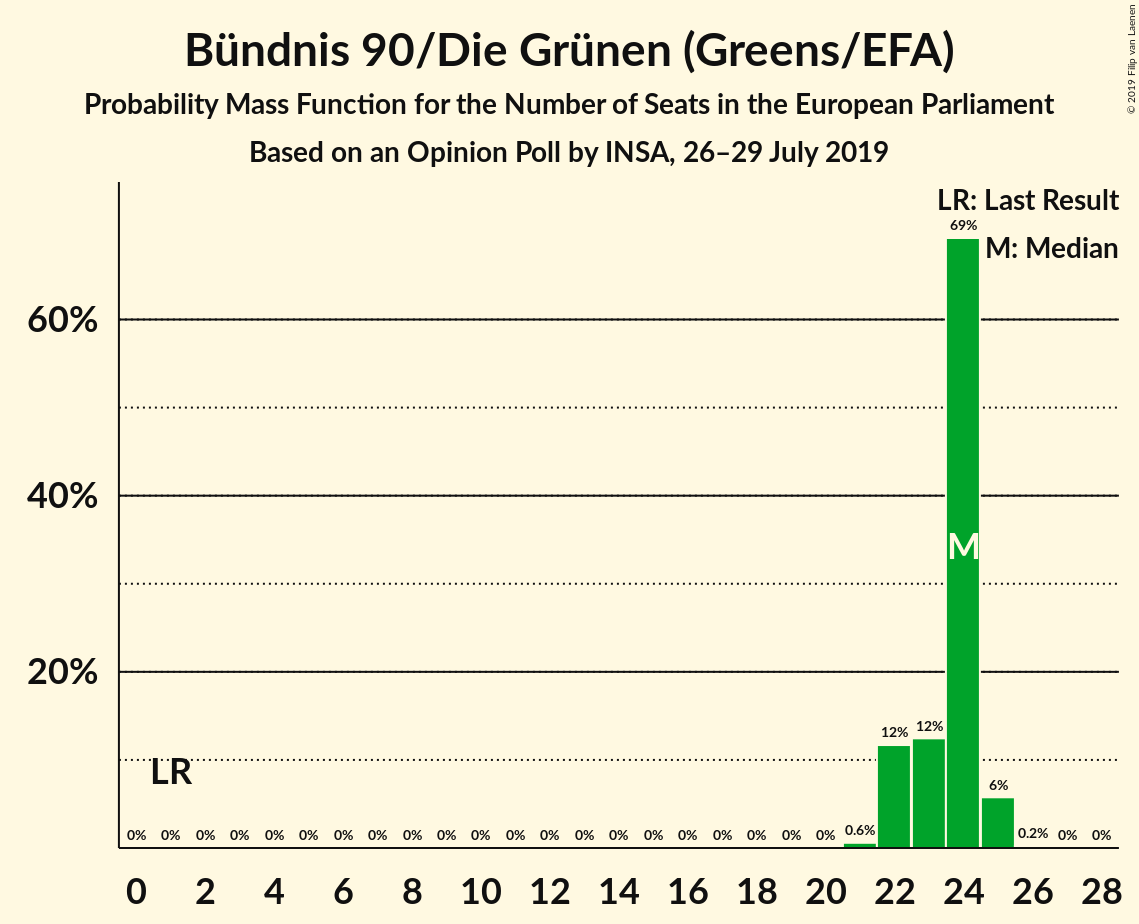 Bündnis 90/Die Grünen (Greens/EFA)
Probability Mass Function for the Number of Seats in the European Parliament
Based on an Opinion Poll by INSA, 26–29 July 2019
© 2019 Filip van Laenen
LR: Last Result
M: Median
69%
60%
40%
M
20%
12% 12%
LR
6%
0% 0% 0% 0% 0% 0% 0% 0% 0% 0% 0% 0% 0% 0% 0% 0% 0% 0% 0% 0% 0% 0.6% 0.2% 0% 0%
0 2 4 6 8 10 12 14 16 18 20 22 24 26 28